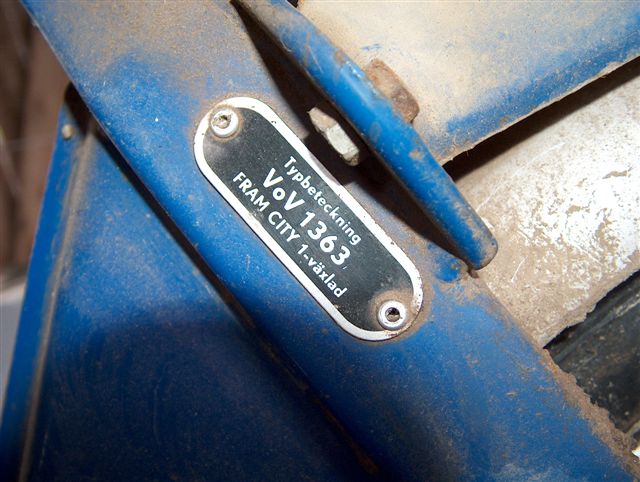 Typbeteckning
VoV 1363
FRAM CITY 1-växlad